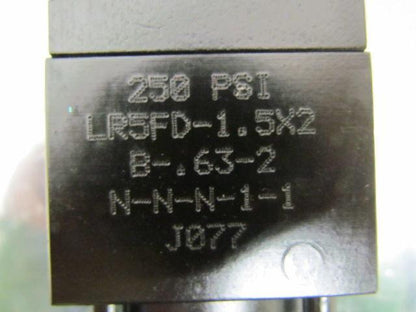 250 PSI
LR5FD-1.5X2
B-.63-2
N-N-N-1-1
J077